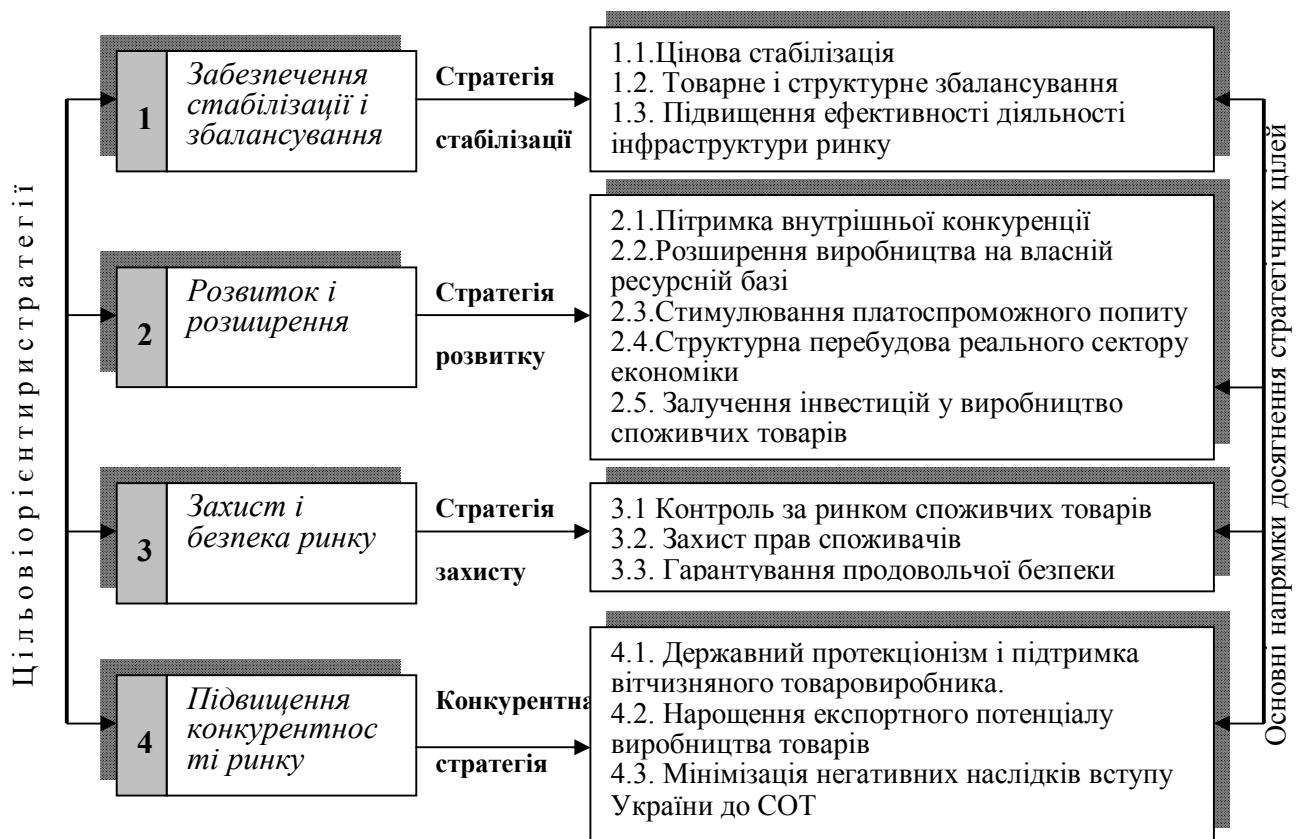 Ц і л ь о в і о р і є н т и р и с т р а т е г і ї
1
Забезпечення
стабілізації і
збалансування
Стратегія
стабілізації
1.1.Цінова стабілізація
1.2. Товарне і структурне збалансування
1.3. Підвищення ефективності діяльності
інфраструктури ринку
2
Розвиток і
розширення
Стратегія
розвитку
2.1.Пітримка внутрішньої конкуренції
2.2.Розширення виробництва на власній
ресурсній базі
2.3.Стимулювання платоспроможного попиту
2.4.Структурна перебудова реального сектору
економіки
2.5. Залучення інвестицій у виробництво
споживчих товарів
3
Захист і
безпека ринку
Стратегія
захисту
3.1 Контроль за ринком споживчих товарів
3.2. Захист прав споживачів
3.3. Гарантування продовольчої безпеки
4
Підвищення
конкурентнос
ті ринку
Конкурентна
стратегія
4.1. Державний протекціонізм і підтримка
вітчизняного товаровиробника.
4.2. Нарощення експортного потенціалу
виробництва товарів
4.3. Мінімізація негативних наслідків вступу
України до СОТ
Основні напрямки досягнення стратегічних цілей